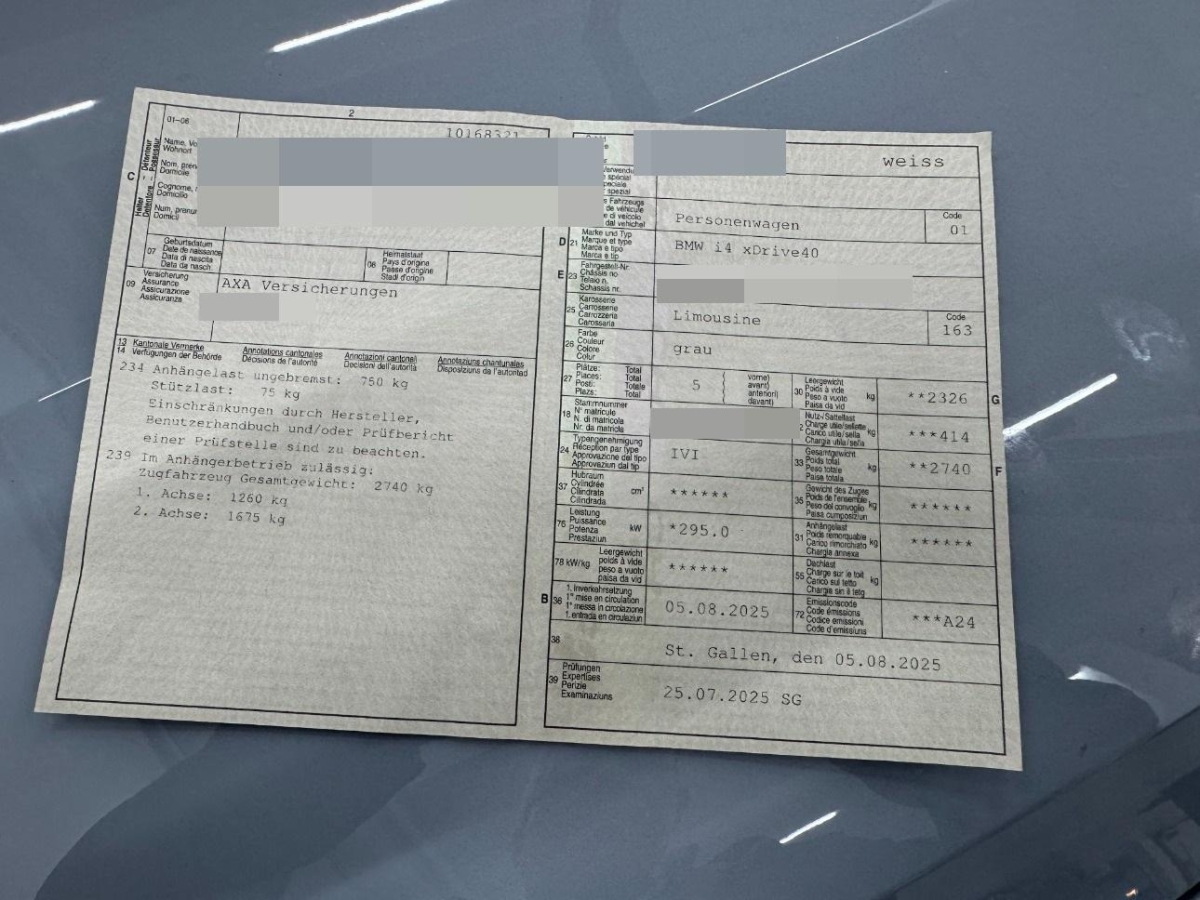 2
01-06
10168321
C
Halter Détenteur
Detentore Possessur
Name, Vo
Wohnort
Nom, prén
Domicile
Cognome,
Domicilio
Num, prenu
Domicil
07
Geburtsdatum
Date de naissance
Data di nascita
Data da nasch.
08
Heimatstaat
Pays d'origine
Paese d'origine
Stadi d'origin
09
Versicherung
Assurance
Assicurazione
Assicuranza
AXA Versicherungen
13 Kantonale Vermerke
14 Verfügungen der Behörde
Annotations cantonales
Décisions de l'autorité
Annotazioni cantonali
Decisioni dell'autorità
Annotaziuns chantunalas
Disposiziuns da l'autoritad
234 Anhängelast ungebremst: 750 kg
Stützlast: 75 kg
Einschränkungen durch Hersteller,
Benutzerhandbuch und/oder Prüfbericht
einer Prüfstelle sind zu beachten.
239 Im Anhängerbetrieb zulässig:
Zugfahrzeug Gesamtgewicht: 2740 kg
1. Achse: 1260 kg
2. Achse: 1675 kg
weiss
Personenwagen
Code
01
D 21
Marke und Typ
Marque et type
Marca e tipo
Marca e tip
BMW i4 xDrive40
E 23
Fahrgestell-Nr.
Châssis no
Telaio n.
Schassis nr.
25
Karosserie
Carrosserie
Carrozzeria
Carossaria
Limousine
Code
163
26
Farbe
Couleur
Colore
Colur
grau
27
Plätze: Total
Places: Total
Posti: Totale
Plazs: Total
5
vorne)
avant)
anteriori)
davant)
30
Leergewicht
Poids à vide
Peso a vuoto
Paisa da vid
kg
**2326
G
18
Stammnummer
N° matricule
N. di matricola
Nr. da matricla
Nutz-/Sattellast
Charge utile/sellette
Carico utile/sella
Chargia utila/sella
kg
***414
24
Typengenehmigung
Réception par type
Approvazione del tipo
Approvaziun dal tip
IVI
33
Gesamtgewicht
Poids total
Peso totale
Paisa totala
kg
**2740
F
37
Hubraum
Cylindrée
Cilindrata
Cilindrada
cm³
******
35
Gewicht des Zuges
Poids de l'ensemble
Peso del convoglio
Paisa cumposiziun
kg
******
76
Leistung
Puissance
Potenza
Prestaziun
kW
*295.0
31
Anhängelast
Poids remorquable
Carico rimorchiato
Chargia annexa
kg
******
78 kW/kg
Leergewicht
poids à vide
peso a vuoto
paisa da vid
******
55
Dachlast
Charge sur le toit
Carico sul tetto
Chargia sin il tetg
kg
B 36
1. Inverkehrsetzung
1re mise en circulation
1a messa in circolazione
1. entrada en circulaziun
05.08.2025
72
Emissionscode
Code émissions
Codice emissioni
Code d'emissiuns
***A24
38
St. Gallen, den 05.08.2025
39
Prüfungen
Expertises
Perizie
Examinaziuns
25.07.2025 SG